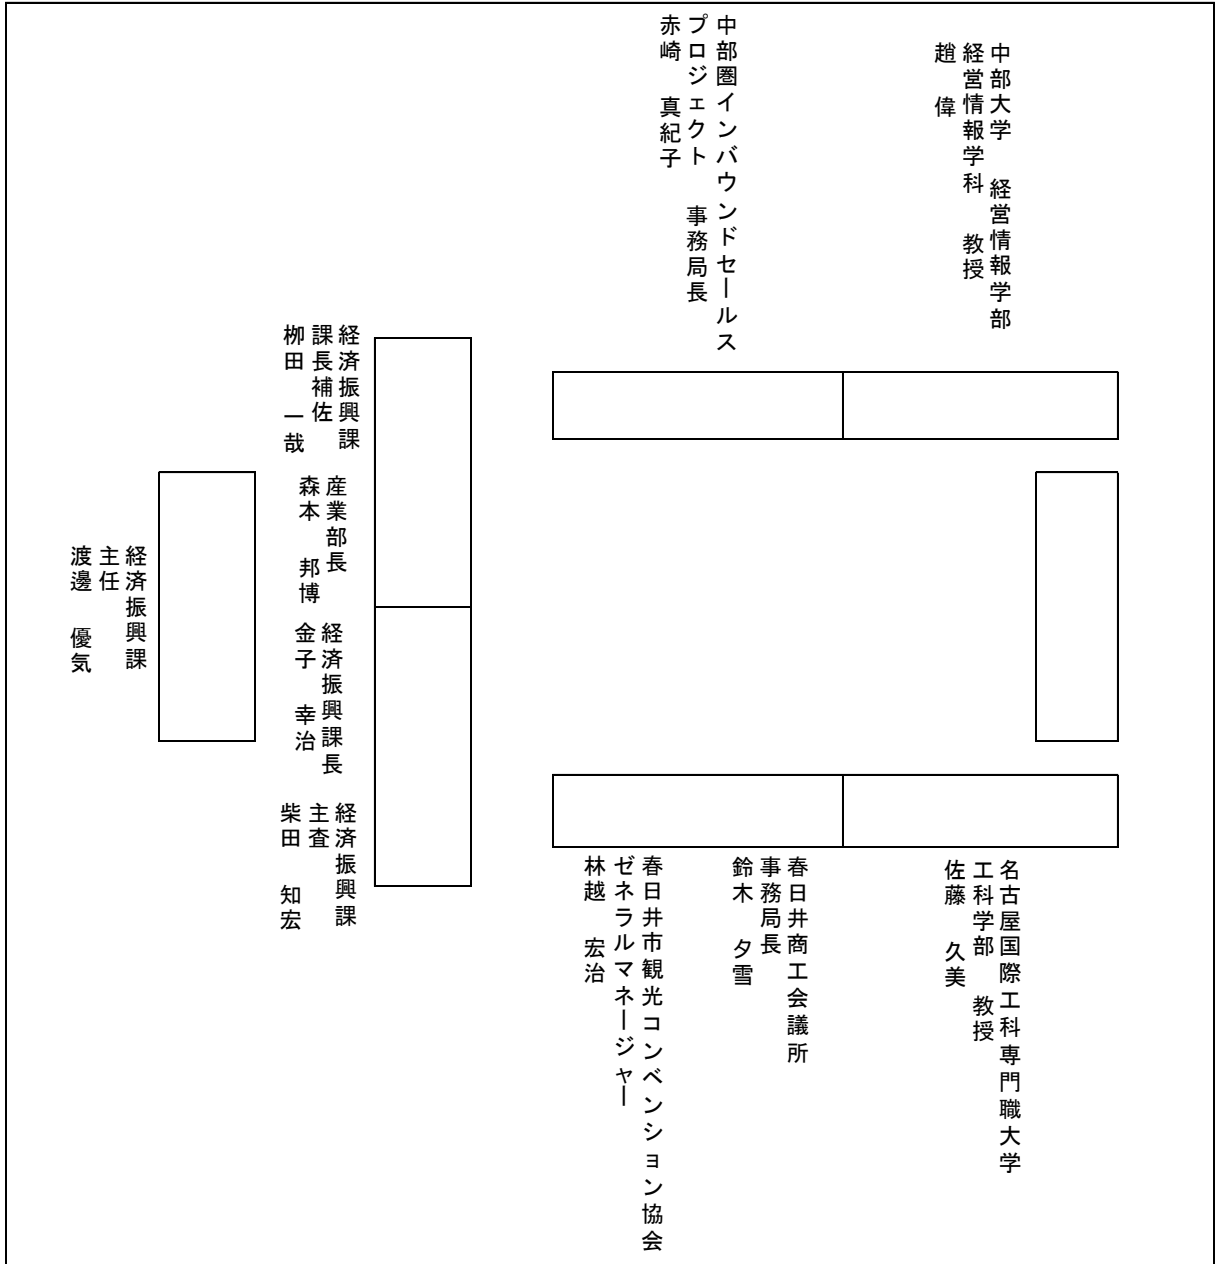 中部大学　経営情報学部
経営情報学科　教授
趙　偉
中部圏インバウンドセールス
プロジェクト　事務局長
赤崎　真紀子
経済振興課
課長補佐
栁田　一哉
産業部長
森本　邦博
経済振興課長
金子　幸治
経済振興課
主査
柴田　知宏
経済振興課
主任
渡邊　優気
名古屋国際工科専門職大学
工科学部　教授
佐藤　久美
春日井商工会議所
事務局長
鈴木　夕雪
春日井市観光コンベンション協会
ゼネラルマネージャー
林越　宏治